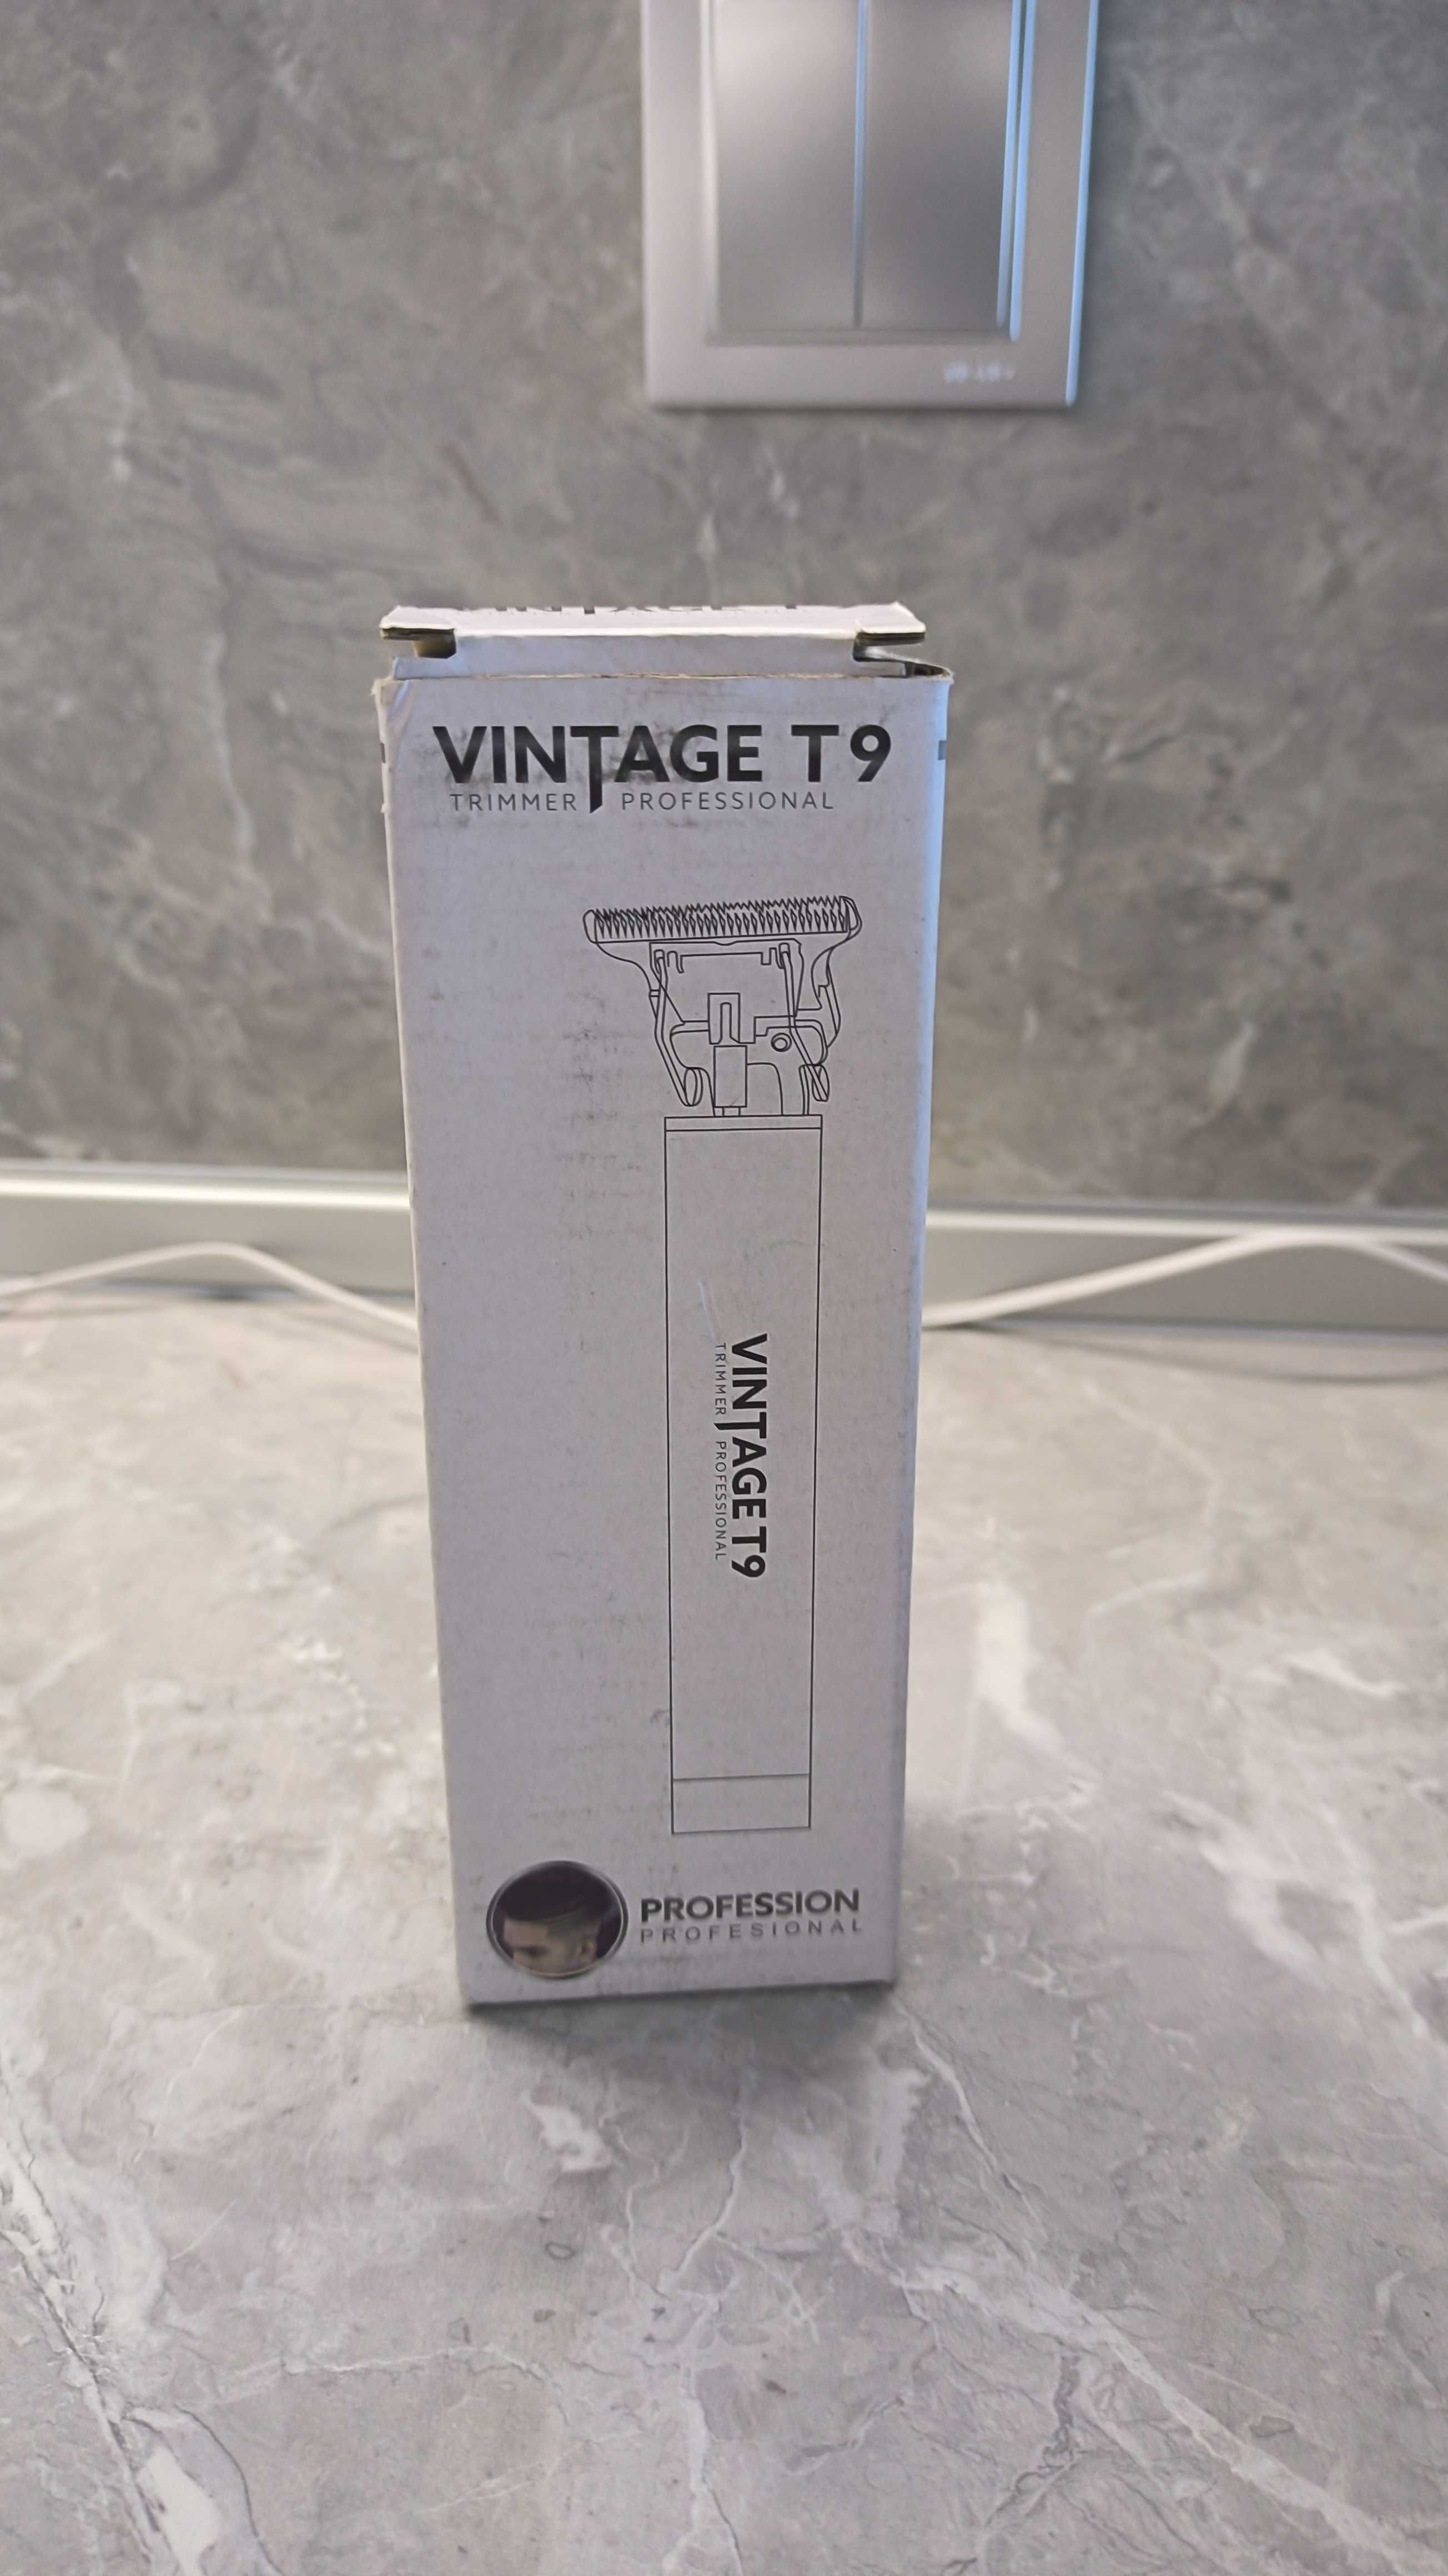 VINTAGE T9
TRIMMER PROFESSIONAL
VINTAGE T9
TRIMMER PROFESSIONAL
PROFESSION
PROFESIONAL